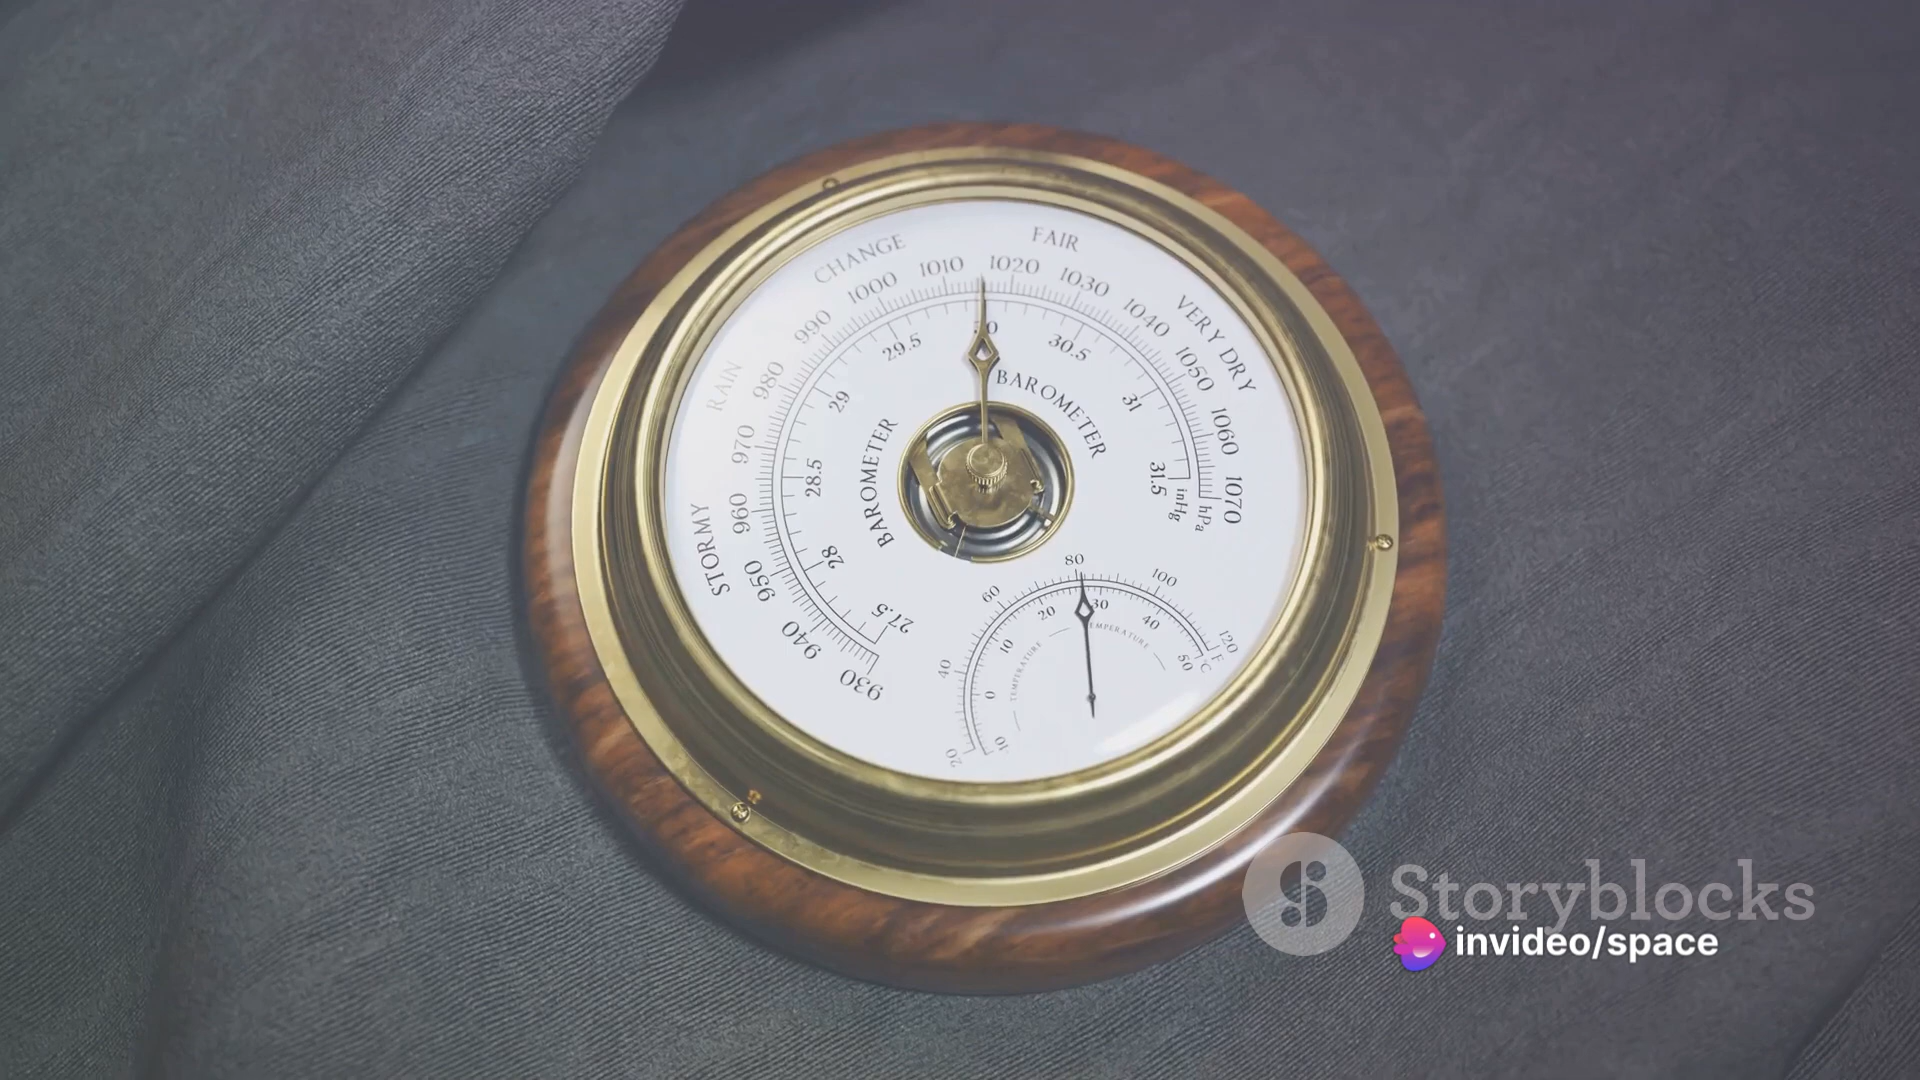 STORMY
RAIN
CHANGE
FAIR
VERY DRY
930
940
950
960
970
980
990
1000
1010
1020
1030
1040
1050
1060
1070
hPa
27.5
28
28.5
29
29.5
30
30.5
31
31.5
inHg
BAROMETER
BAROMETER
20
40
60
80
100
120
F
10
0
10
20
30
40
50
C
TEMPERATURE
TEMPERATURE
Storyblocks
invideo/space